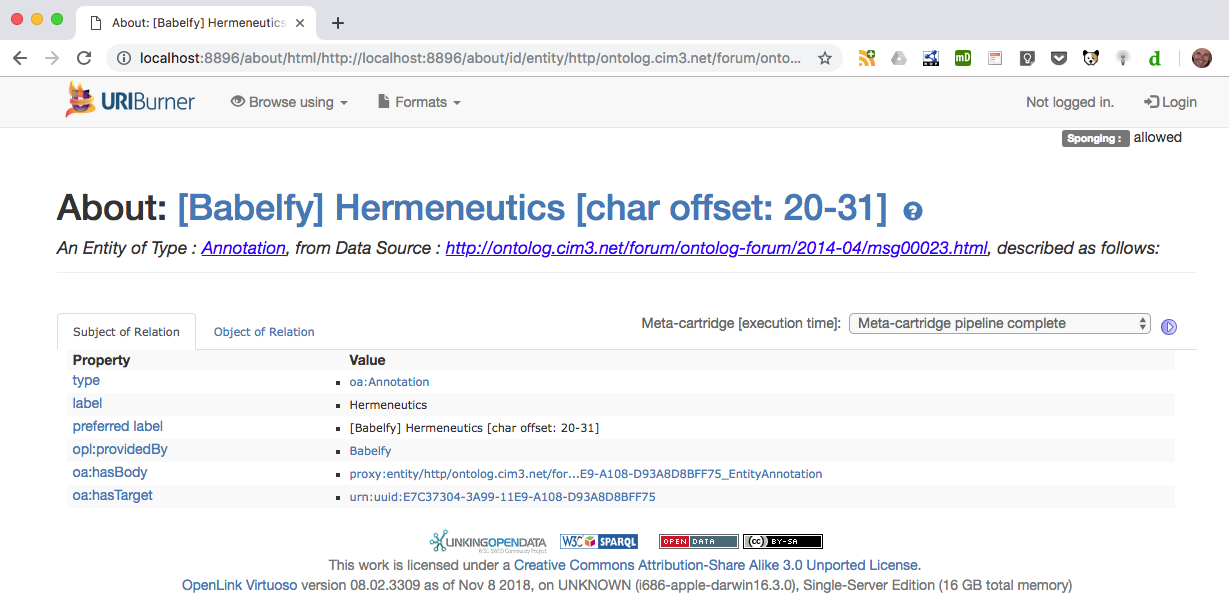 About: [Babelfy] Hermeneutics
localhost:8896/about/html/http://localhost:8896/about/id/entity/http/ontolog.cim3.net/forum/onto...
mD
d
URIBurner
Browse using
Formats
Not logged in.
Login
Sponging :
allowed
About: [Babelfy] Hermeneutics [char offset: 20-31]
An Entity of Type : Annotation, from Data Source : http://ontolog.cim3.net/forum/ontolog-forum/2014-04/msg00023.html, described as follows:
Subject of Relation
Object of Relation
Meta-cartridge [execution time]:
Meta-cartridge pipeline complete
Property Value
type oa:Annotation
label Hermeneutics
preferred label [Babelfy] Hermeneutics [char offset: 20-31]
opl:providedBy Babelfy
oa:hasBody proxy:entity/http/ontolog.cim3.net/for...E9-A108-D93A8D8BFF75_EntityAnnotation
oa:hasTarget urn:uuid:E7C37304-3A99-11E9-A108-D93A8D8BFF75
LINKINGOPENDATA
W3C SWEO Community Project
W3C SPARQL
OPEN DATA
cc BY-SA
This work is licensed under a Creative Commons Attribution-Share Alike 3.0 Unported License.
OpenLink Virtuoso version 08.02.3309 as of Nov 8 2018, on UNKNOWN (i686-apple-darwin16.3.0), Single-Server Edition (16 GB total memory)